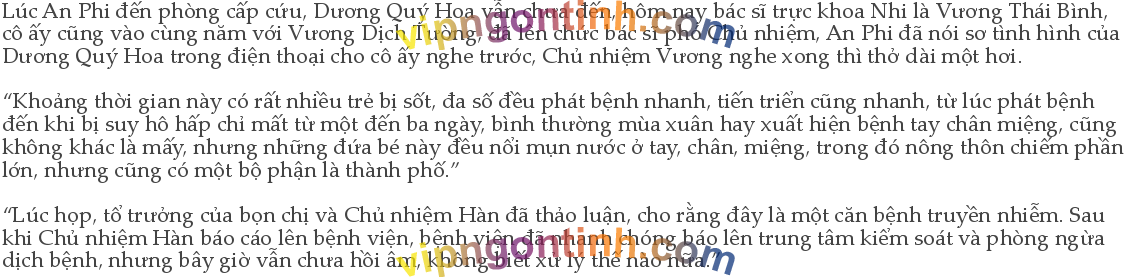 Lúc An Phi đến phòng cấp cứu, Dương Quý Hoa vẫn chưa đến, hôm nay bác sĩ trực khoa Nhi là Vương Thái Bình,
cô ấy cũng vào cùng năm với Vương Dịch Tường, đã lên chức bác sĩ phó Chủ nhiệm, An Phi đã nói sơ tình hình của
Dương Quý Hoa trong điện thoại cho cô ấy nghe trước, Chủ nhiệm Vương nghe xong thì thở dài một hơi.
“Khoảng thời gian này có rất nhiều trẻ bị sốt, đa số đều phát bệnh nhanh, tiến triển cũng nhanh, từ lúc phát bệnh
đến khi bị suy hô hấp chỉ mất từ một đến ba ngày, bình thường mùa xuân hay xuất hiện bệnh tay chân miệng, cũng
không khác là mấy, nhưng những đứa bé này đều nổi mụn nước ở tay, chân, miệng, trong đó nông thôn chiếm phần
lớn, nhưng cũng có một bộ phận là thành phố.”
“Lúc họp, tổ trưởng của bọn chị và Chủ nhiệm Hàn đã thảo luận, cho rằng đây là một căn bệnh truyền nhiễm. Sau
khi Chủ nhiệm Hàn báo cáo lên bệnh viện, bệnh viện đã nhanh chóng báo lên trung tâm kiểm soát và phòng ngừa
dịch bệnh, nhưng bây giờ vẫn chưa hồi âm, không biết xử lý thế nào nữa.”
vipngontinh.com
vipngontinh.com